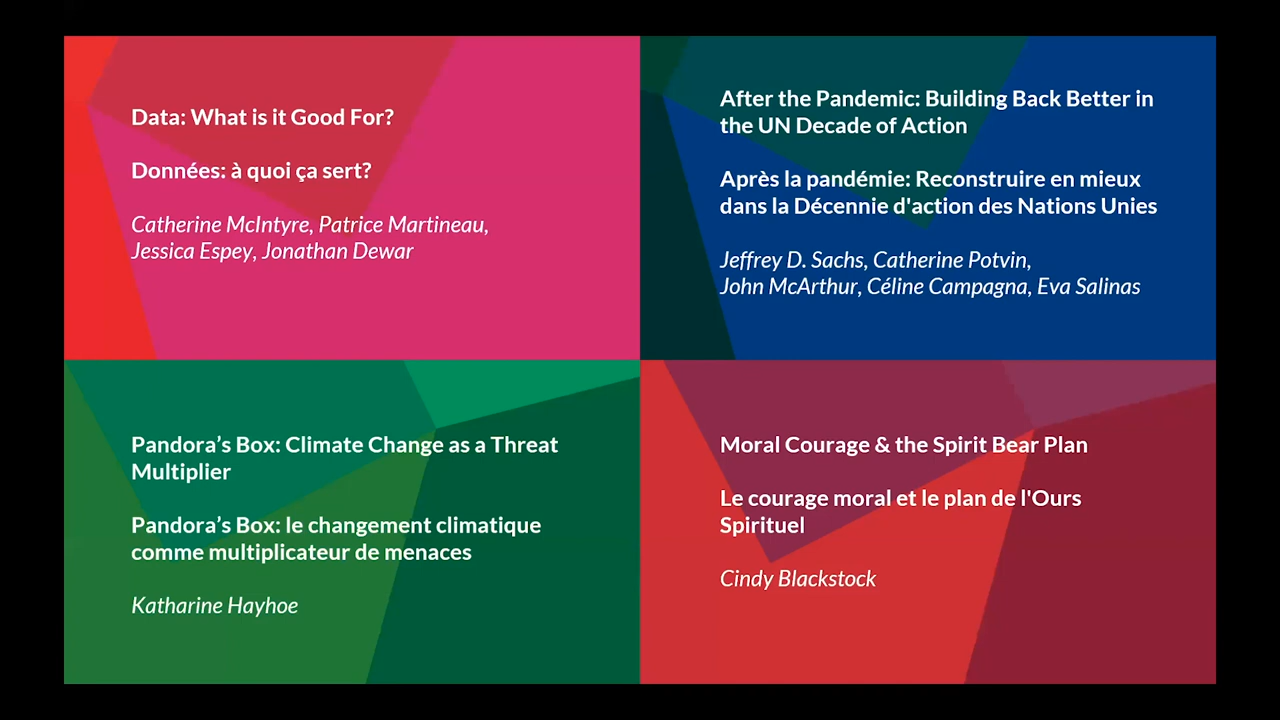 Data: What is it Good For?
Données: à quoi ça sert?
Catherine McIntyre, Patrice Martineau,
Jessica Espey, Jonathan Dewar
After the Pandemic: Building Back Better in
the UN Decade of Action
Après la pandémie: Reconstruire en mieux
dans la Décennie d'action des Nations Unies
Jeffrey D. Sachs, Catherine Potvin,
John McArthur, Céline Campagna, Eva Salinas
Pandora’s Box: Climate Change as a Threat
Multiplier
Pandora’s Box: le changement climatique
comme multiplicateur de menaces
Katharine Hayhoe
Moral Courage & the Spirit Bear Plan
Le courage moral et le plan de l'Ours
Spirituel
Cindy Blackstock